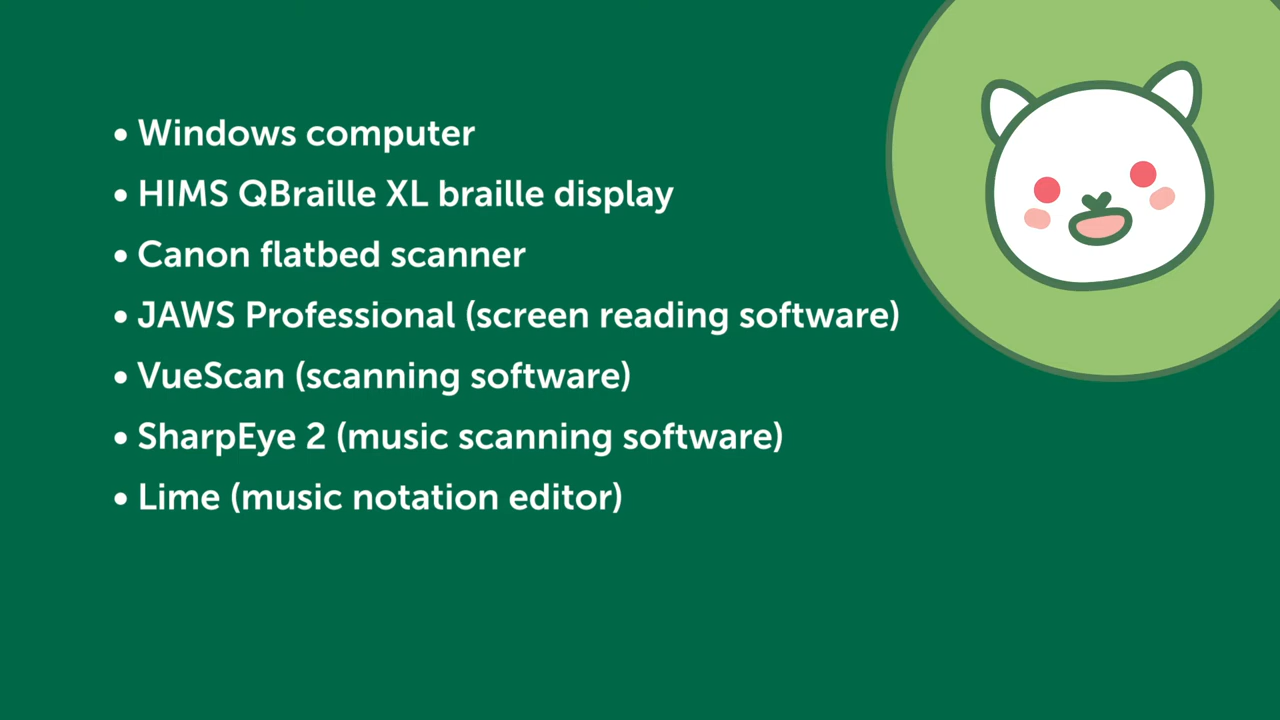 • Windows computer
• HIMS QBraille XL braille display
• Canon flatbed scanner
• JAWS Professional (screen reading software)
• VueScan (scanning software)
• SharpEye 2 (music scanning software)
• Lime (music notation editor)